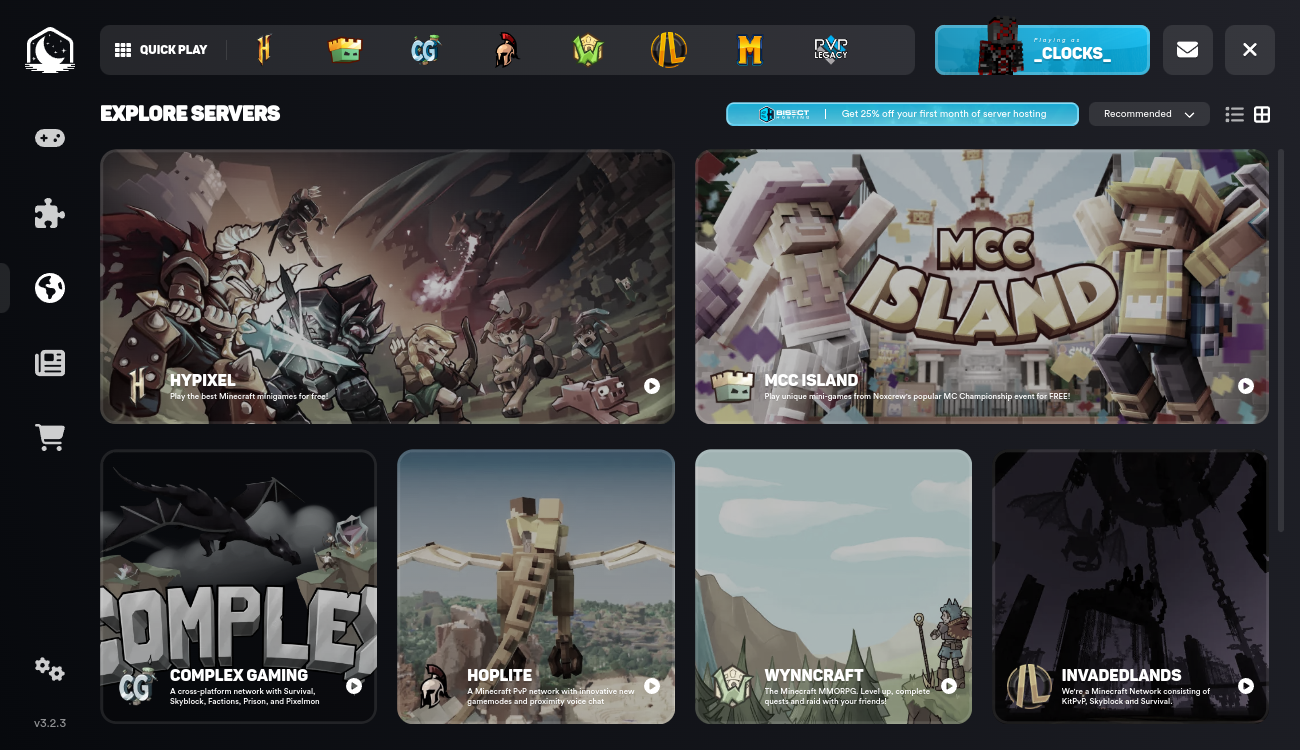 QUICK PLAY
H
CG
W
IL
M
PVP
LEGACY
Playing as
_CLOCKS_
EXPLORE SERVERS
BISECT
HOSTING
Get 25% off your first month of server hosting
Recommended
MCC
ISLAND
H
HYPIXEL
Play the best Minecraft minigames for free!
MCC ISLAND
Play unique mini-games from Noxcrew's popular MC Championship event for FREE!
COMPLEX
CG
COMPLEX GAMING
A cross-platform network with Survival,
Skyblock, Factions, Prison, and Pixelmon
HOPLITE
A Minecraft PvP network with innovative new
gamemodes and proximity voice chat
W
WYNNCRAFT
The Minecraft MMORPG. Level up, complete
quests and raid with your friends!
IL
INVADEDLANDS
We're a Minecraft Network consisting of
KitPvP, Skyblock and Survival.
v3.2.3